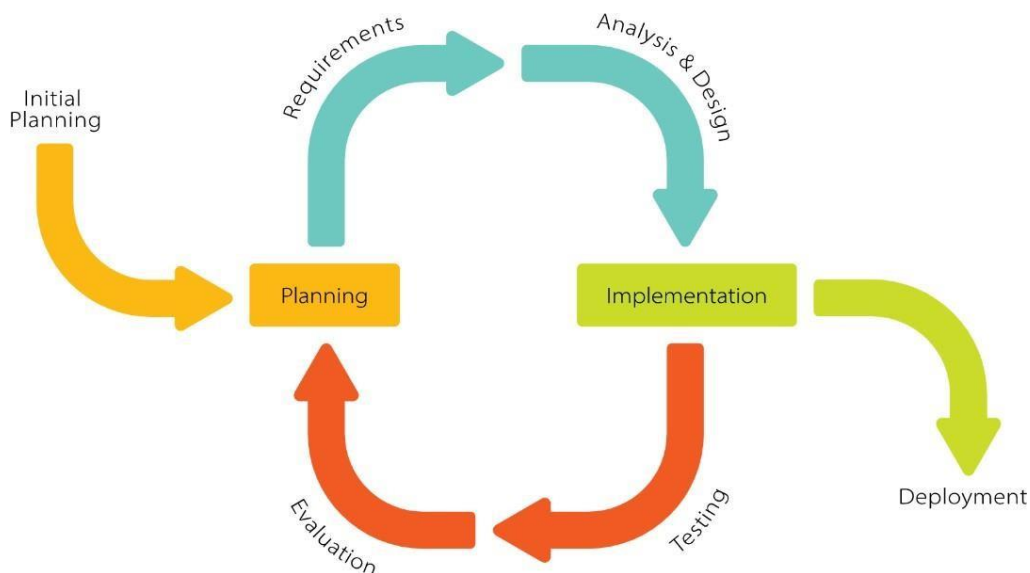 Initial
Planning
Requirements
Analysis & Design
Planning
Implementation
Evaluation
Testing
Deployment